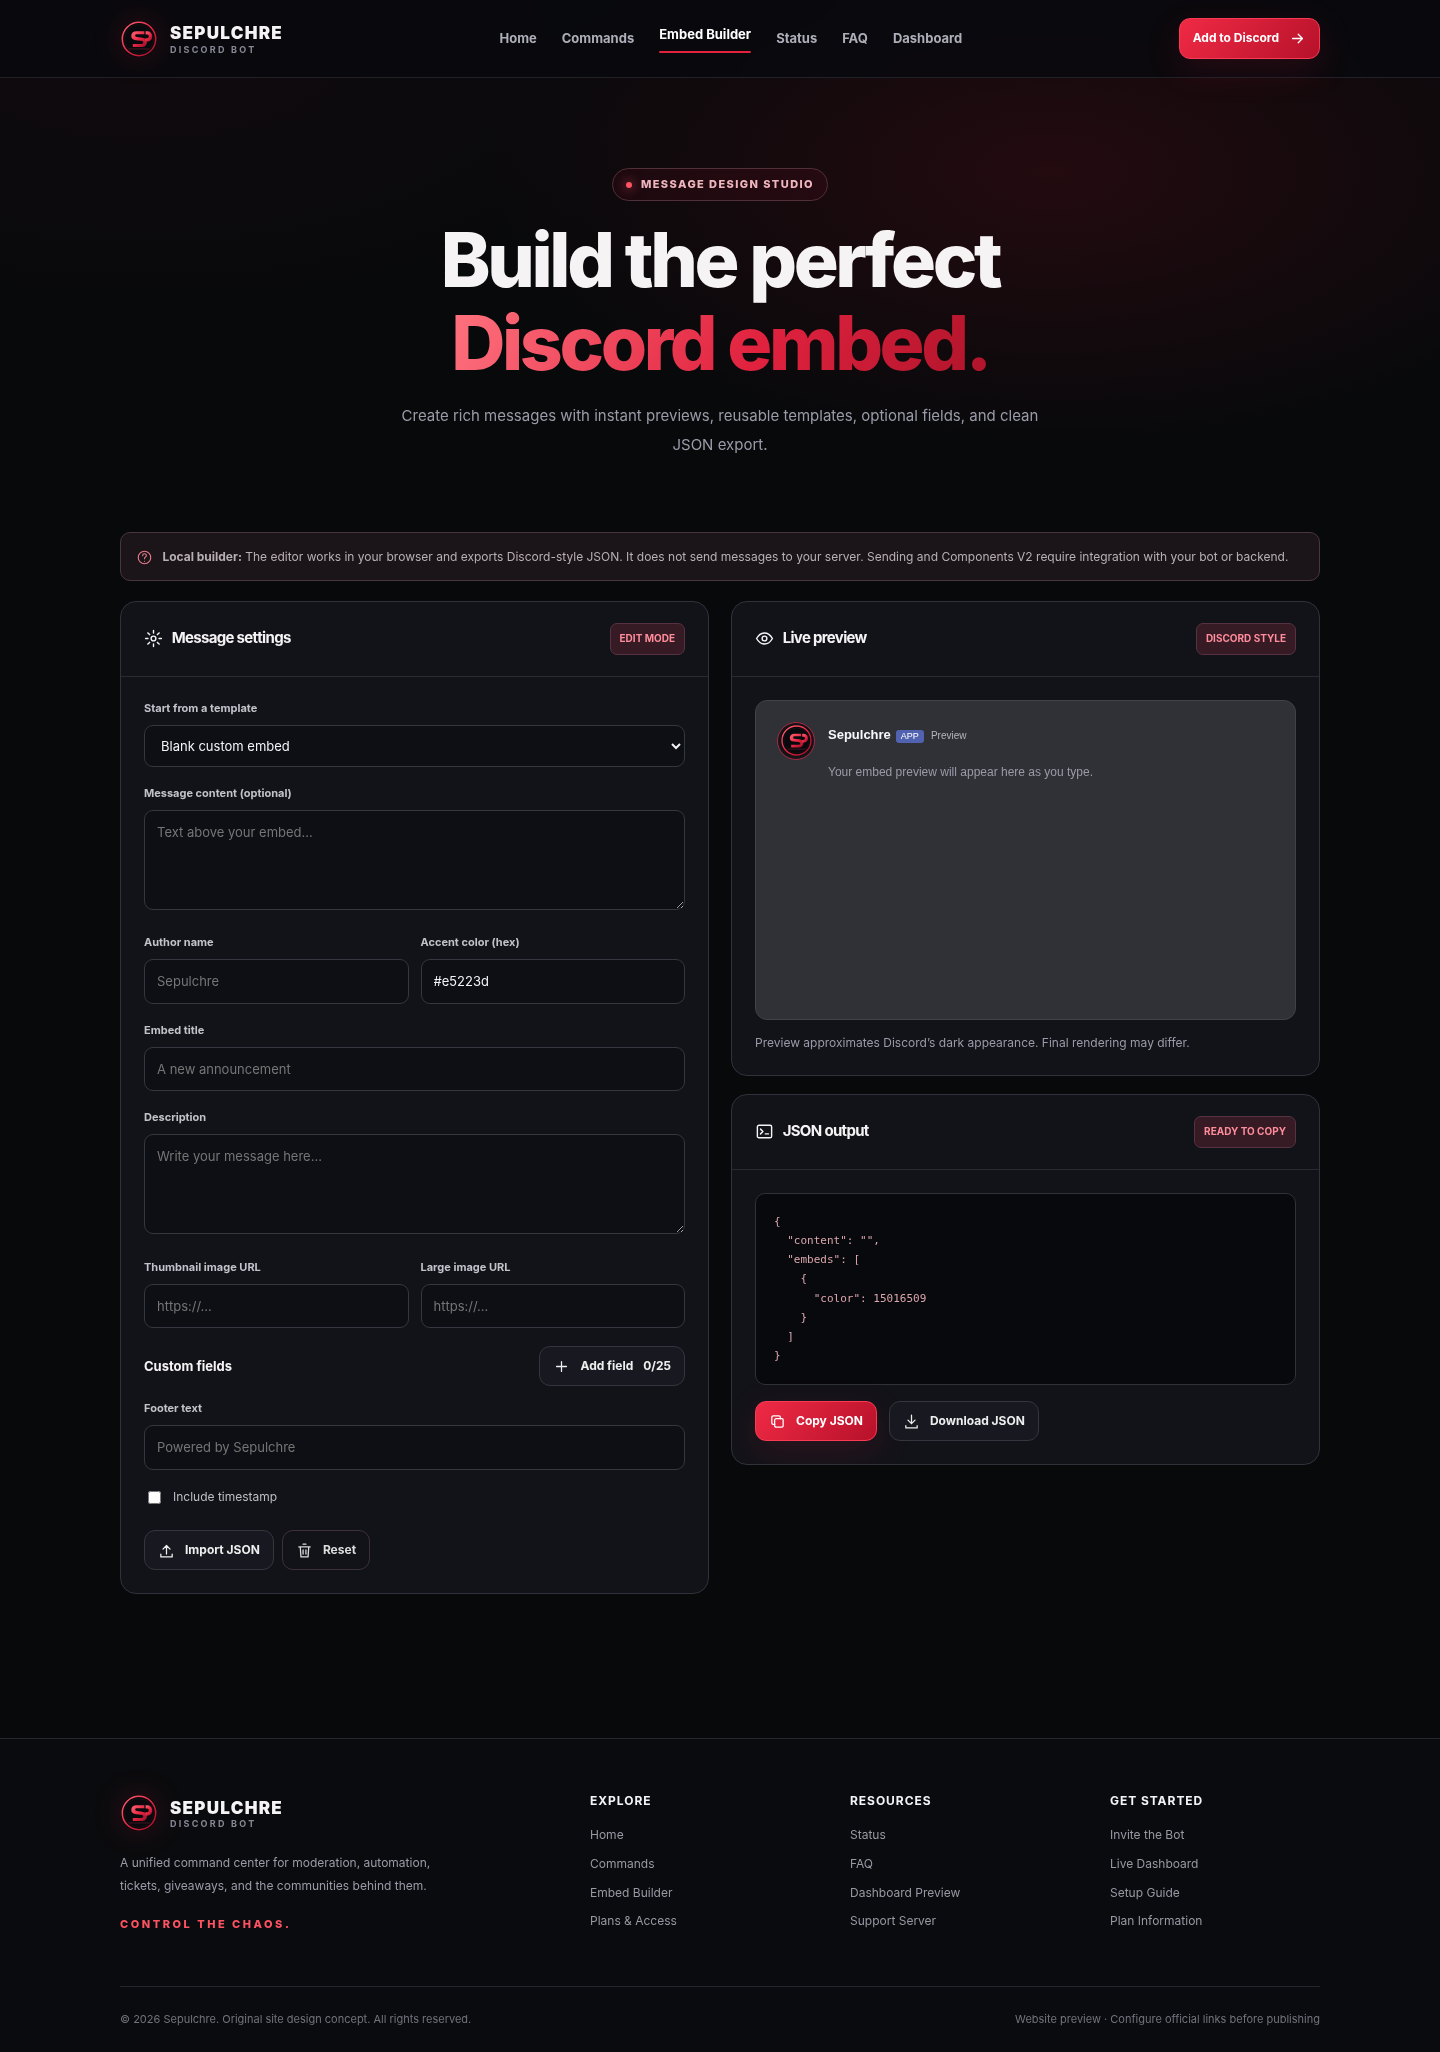 SEPULCHRE
DISCORD BOT
Home
Commands
Embed Builder
Status
FAQ
Dashboard
Add to Discord
MESSAGE DESIGN STUDIO
Build the perfect
Discord embed.
Create rich messages with instant previews, reusable templates, optional fields, and clean
JSON export.
Local builder: The editor works in your browser and exports Discord-style JSON. It does not send messages to your server. Sending and Components V2 require integration with your bot or backend.
Message settings
EDIT MODE
Start from a template
Blank custom embed
Message content (optional)
Text above your embed...
Author name
Accent color (hex)
Sepulchre
#e5223d
Embed title
A new announcement
Description
Write your message here...
Thumbnail image URL
Large image URL
https://...
https://...
Custom fields
Add field 0/25
Footer text
Powered by Sepulchre
Include timestamp
Import JSON
Reset
Live preview
DISCORD STYLE
Sepulchre APP Preview
Your embed preview will appear here as you type.
Preview approximates Discord's dark appearance. Final rendering may differ.
JSON output
READY TO COPY
{
"content": "",
"embeds": [
{
"color": 15016509
}
]
}
Copy JSON
Download JSON
SEPULCHRE
DISCORD BOT
A unified command center for moderation, automation,
tickets, giveaways, and the communities behind them.
CONTROL THE CHAOS.
EXPLORE
Home
Commands
Embed Builder
Plans & Access
RESOURCES
Status
FAQ
Dashboard Preview
Support Server
GET STARTED
Invite the Bot
Live Dashboard
Setup Guide
Plan Information
© 2026 Sepulchre. Original site design concept. All rights reserved.
Website preview · Configure official links before publishing